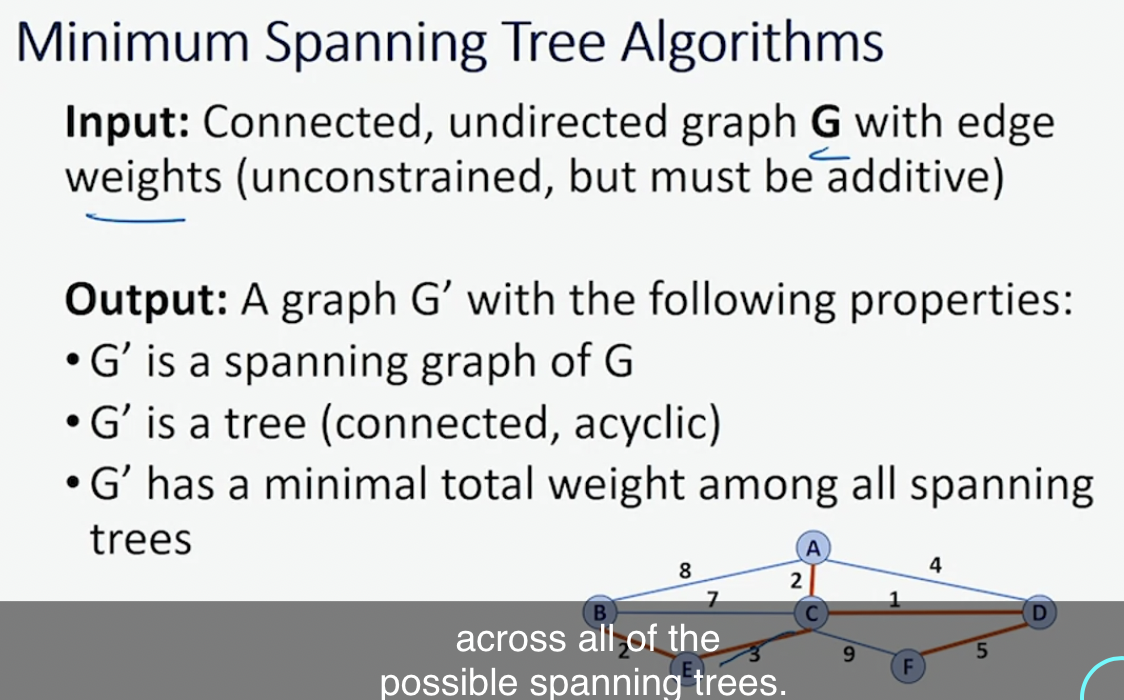 Minimum Spanning Tree Algorithms
Input: Connected, undirected graph G with edge
weights (unconstrained, but must be additive)
Output: A graph G’ with the following properties:
• G’ is a spanning graph of G
• G’ is a tree (connected, acyclic)
• G’ has a minimal total weight among all spanning
trees
A
8
4
2
7
1
B
C
D
2
3
9
5
E
F
across all of the
possible spanning trees.